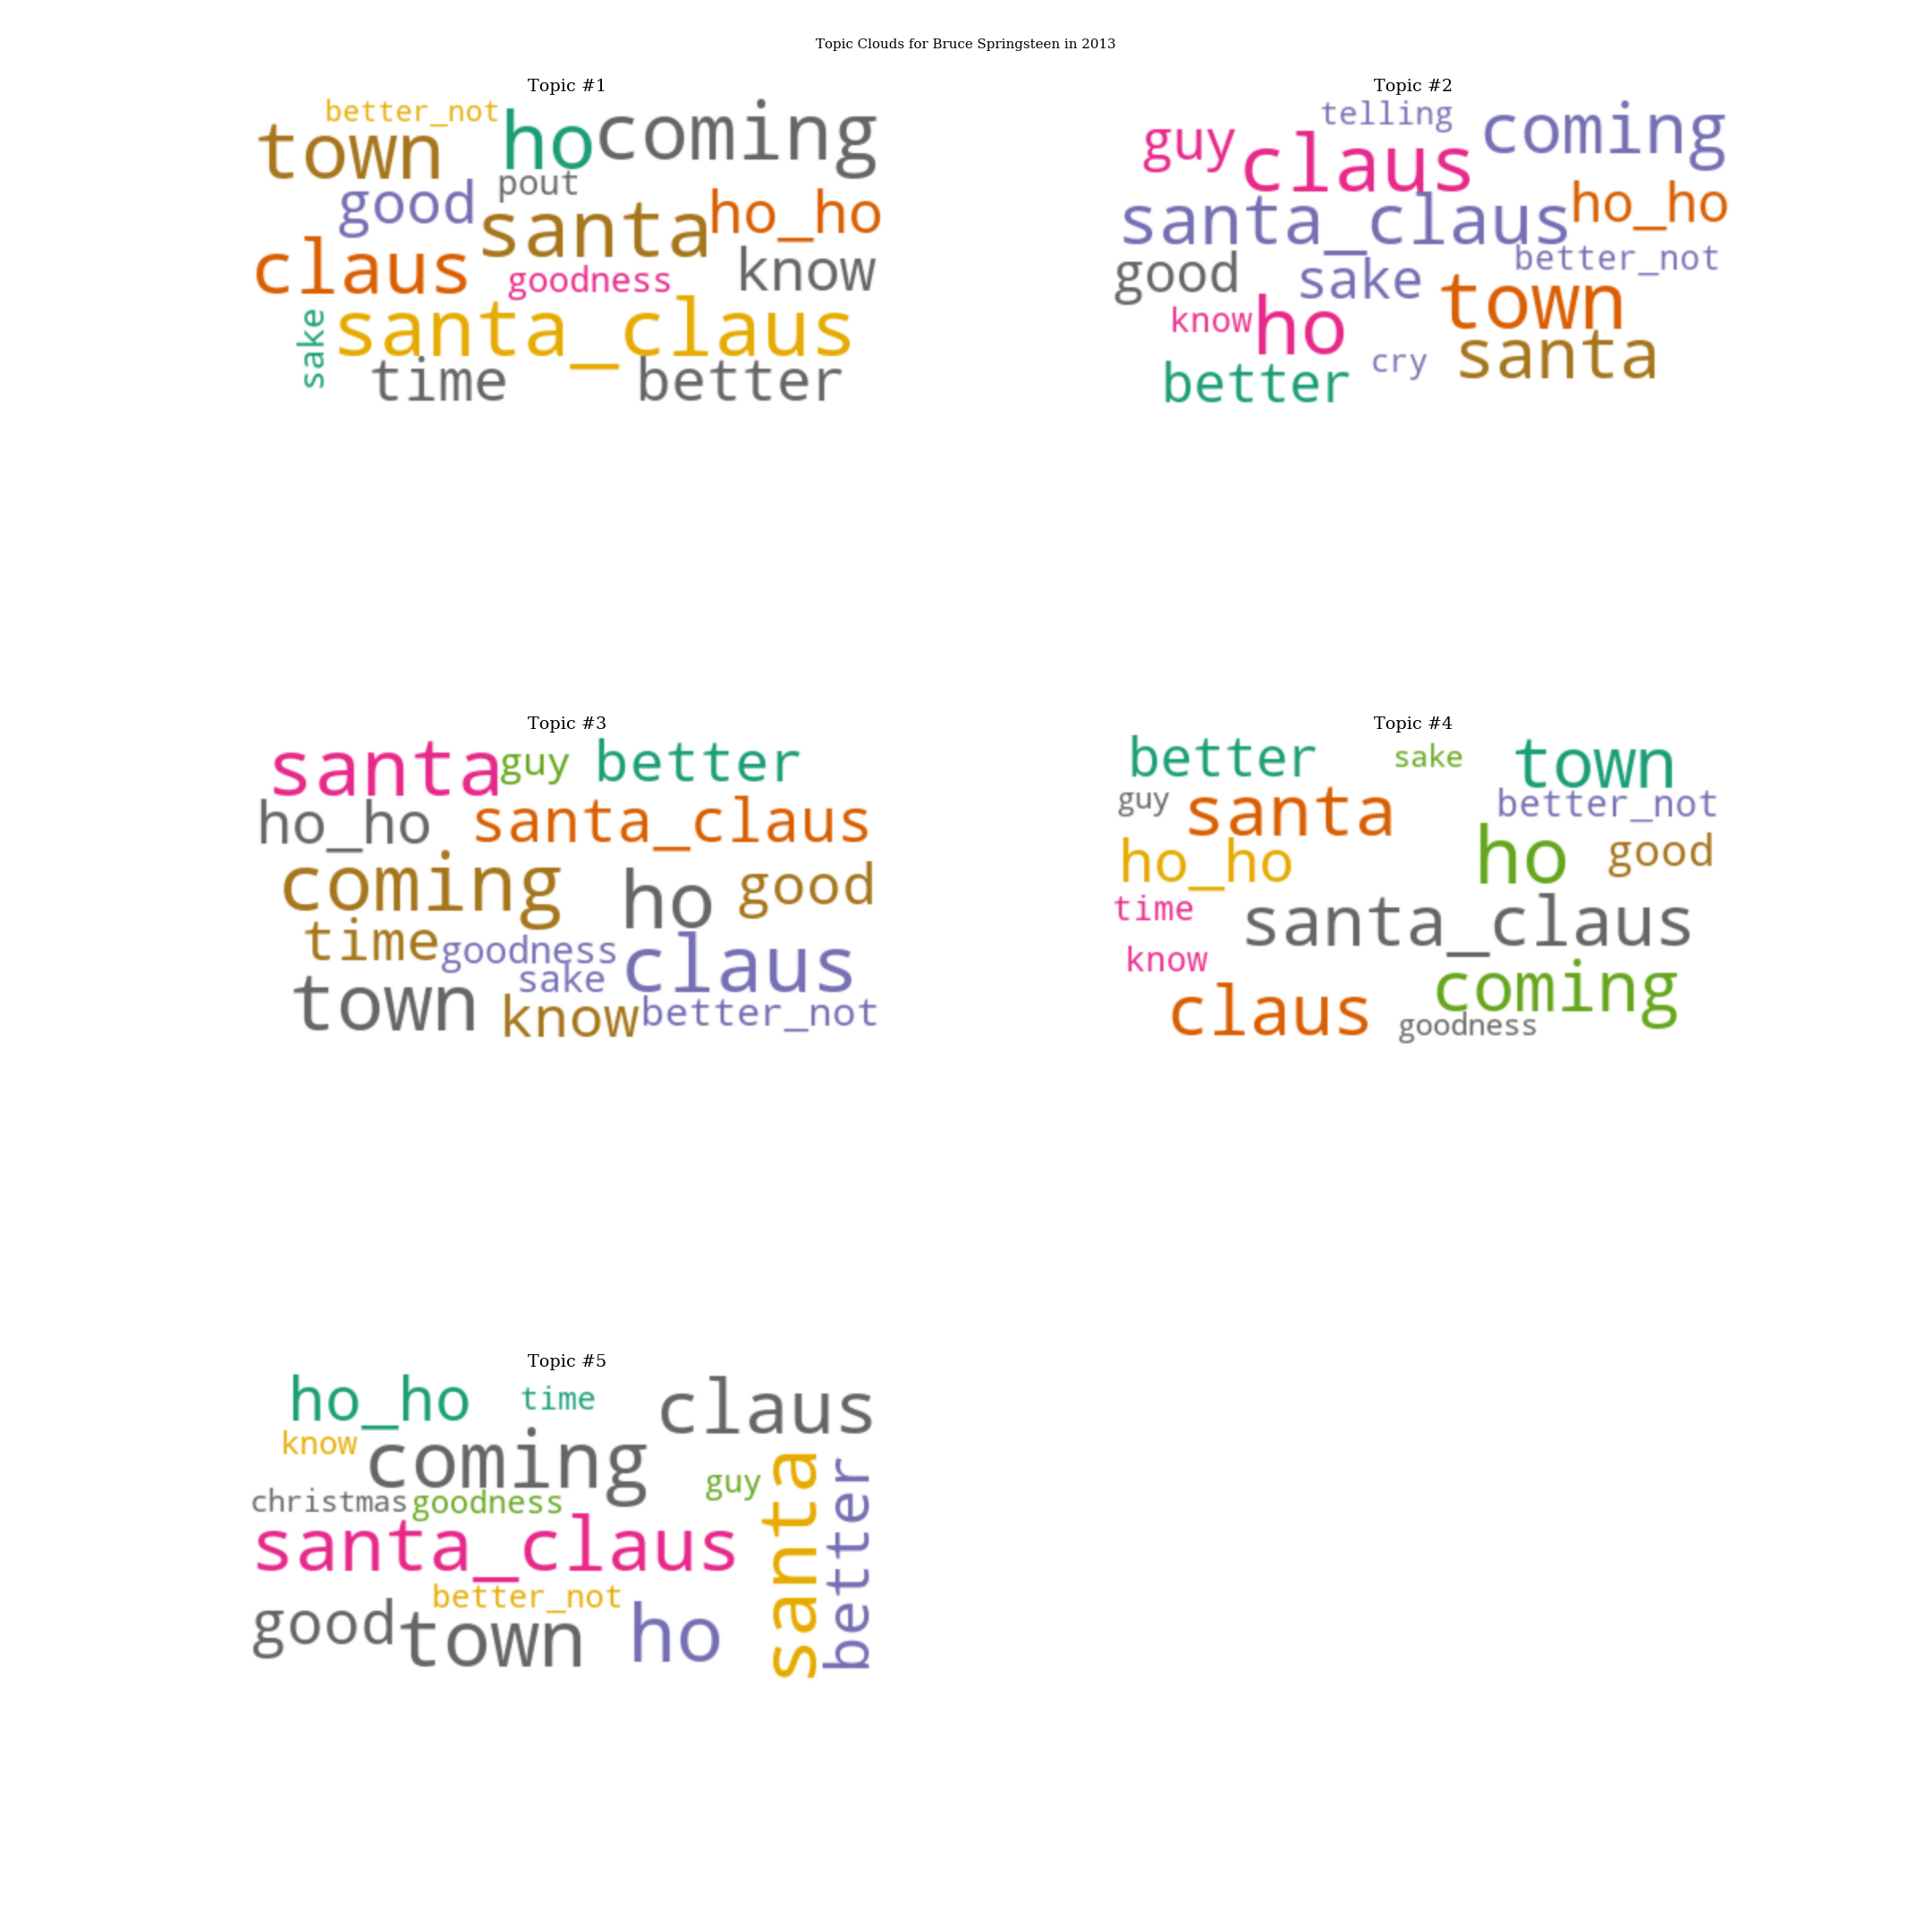 Topic Clouds for Bruce Springsteen in 2013
Topic #1
better_not
town ho coming
good pout
santa ho_ho
claus goodness know
sake santa_claus
time better
Topic #2
telling
guy claus coming
santa_claus ho_ho
good sake better_not
know ho town
better cry santa
Topic #3
santa guy better
ho_ho santa_claus
coming ho good
time goodness claus
sake
town know better_not
Topic #4
better sake town
guy santa better_not
ho_ho ho good
time santa_claus
know coming
claus goodness
Topic #5
ho_ho time claus
know coming
guy santa better
christmas goodness
santa_claus
better_not
good town ho